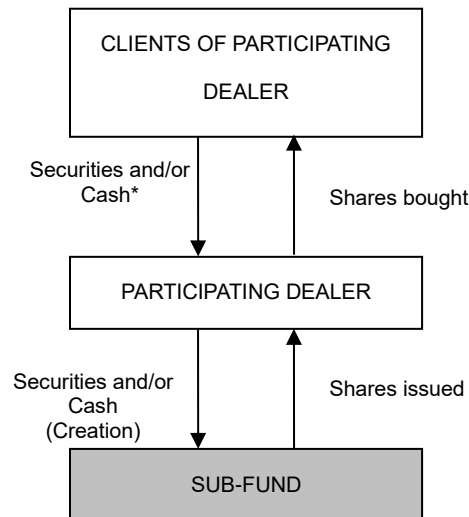 CLIENTS OF PARTICIPATING
DEALER
Securities and/or
Cash*
Shares bought
PARTICIPATING DEALER
Securities and/or
Cash
(Creation)
Shares issued
SUB-FUND